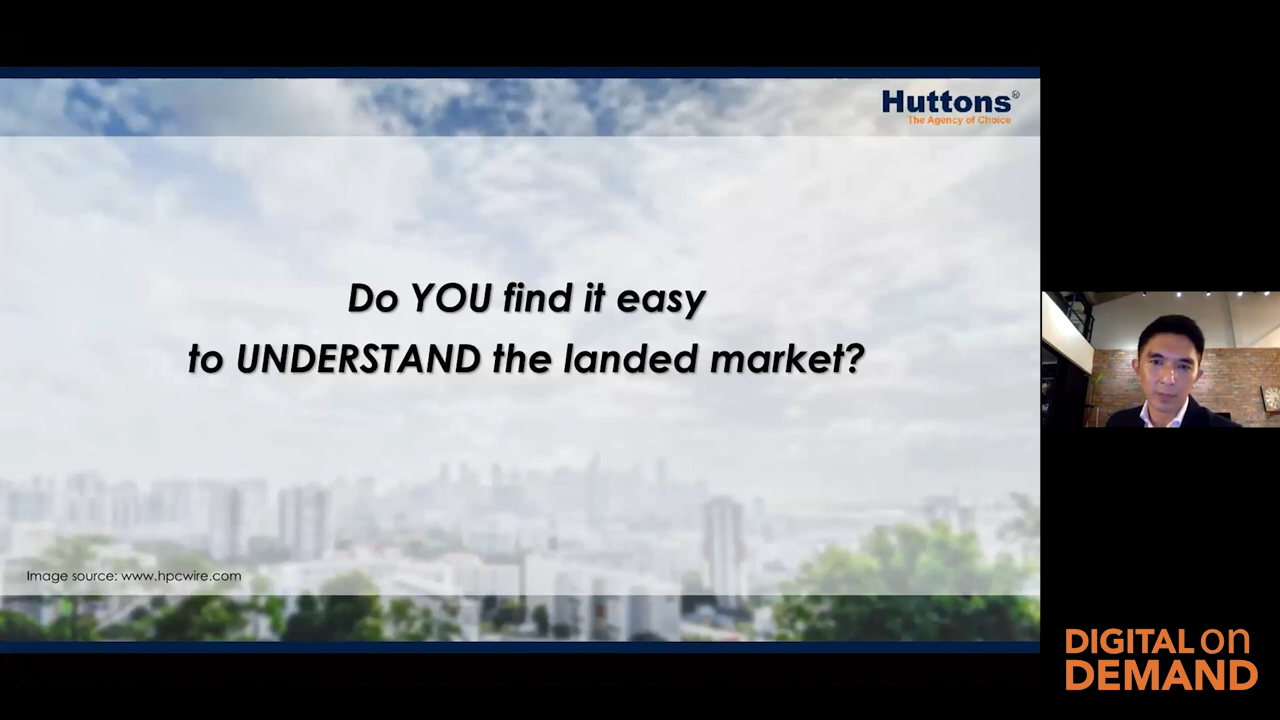 Huttons®
The Agency of Choice
Do YOU find it easy
to UNDERSTAND the landed market?
Image source: www.hpcwire.com
DIGITAL on
DEMAND